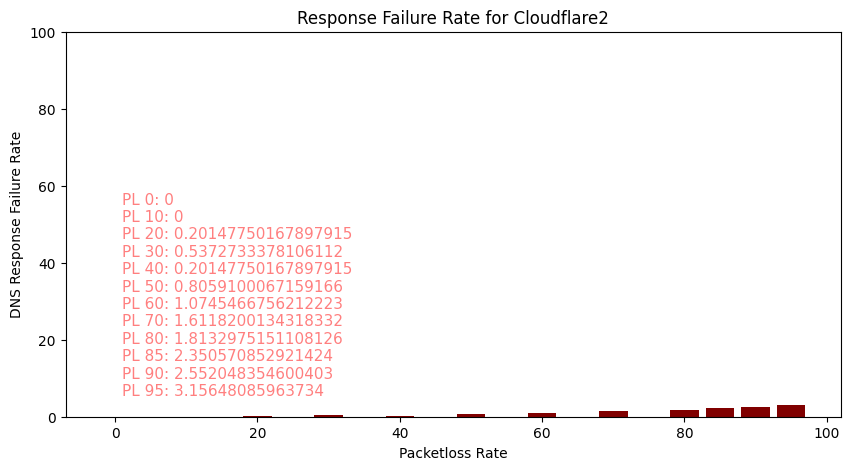 Response Failure Rate for Cloudflare2
100
80
60
40
20
0
DNS Response Failure Rate
PL 0: 0
PL 10: 0
PL 20: 0.20147750167897915
PL 30: 0.5372733378106112
PL 40: 0.20147750167897915
PL 50: 0.8059100067159166
PL 60: 1.0745466756212223
PL 70: 1.6118200134318332
PL 80: 1.8132975151108126
PL 85: 2.350570852921424
PL 90: 2.552048354600403
PL 95: 3.15648085963734
0 20 40 60 80 100
Packetloss Rate